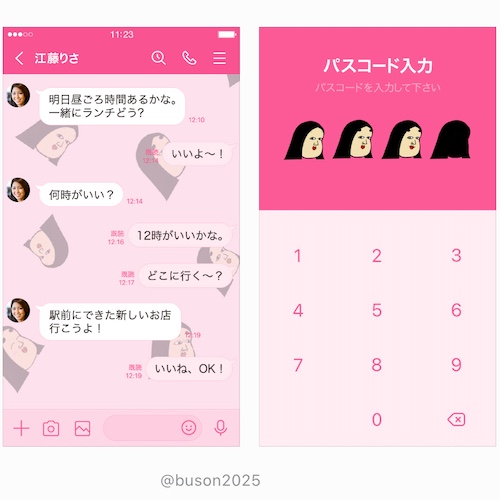 11:23
江藤りさ
明日昼ごろ時間あるかな。
一緒にランチどう?
12:10
いいよ〜！
既読
12:14
何時がいい？
12:14
12時がいいかな。
既読
12:16
どこに行く〜？
既読
12:17
駅前にできた新しいお店
行こうよ！
12:19
いいね、OK！
既読
12:19
パスコード入力
パスコードを入力して下さい
1 2 3
4 5 6
7 8 9
0
@buson2025